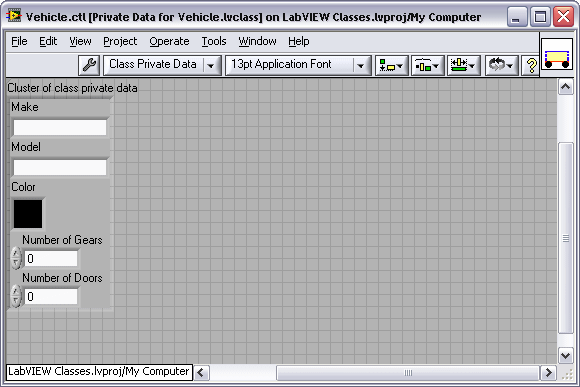 Vehicle.ctl [Private Data for Vehicle.lvclass] on LabVIEW Classes.lvproj/My Computer
File Edit View Project Operate Tools Window Help
Class Private Data 13pt Application Font ?
Cluster of class private data
Make
Model
Color
Number of Gears
0
Number of Doors
0
LabVIEW Classes.lvproj/My Computer